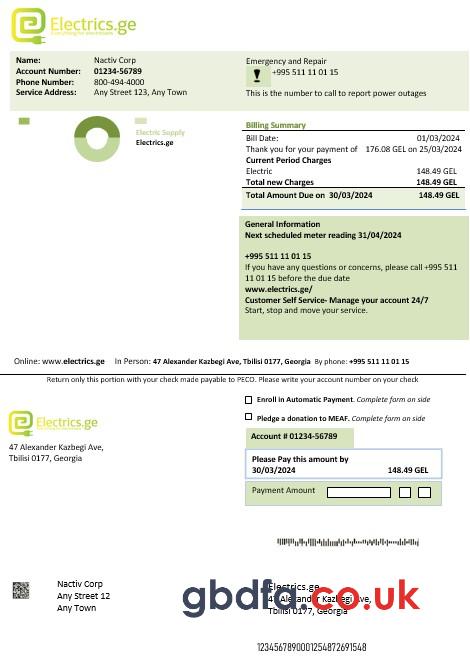 Electrics.ge
Name: Nactiv Corp
Account Number: 01234-56789
Phone Number: 800-494-4000
Service Address: Any Street 123, Any Town
Emergency and Repair
+995 511 11 01 15
This is the number to call to report power outages
Electric Supply
Electrics.ge
Billing Summary
Bill Date: 01/03/2024
Thank you for your payment of 176.08 GEL on 25/03/2024
Current Period Charges
Electric 148.49 GEL
Total new Charges 148.49 GEL
Total Amount Due on 30/03/2024 148.49 GEL
General Information
Next scheduled meter reading 31/04/2024
+995 511 11 01 15
If you have any questions or concerns, please call +995 511
11 01 15 before the due date
www.electrics.ge/
Customer Self Service- Manage your account 24/7
Start, stop and move your service.
Online: www.electrics.ge In Person: 47 Alexander Kazbegi Ave, Tbilisi 0177, Georgia By phone: +995 511 11 01 15
Return only this portion with your check made payable to PECO. Please write your account number on your check
Enroll in Automatic Payment. Complete form on side
Pledge a donation to MEAF. Complete form on side
Electrics.ge
47 Alexander Kazbegi Ave,
Tbilisi 0177, Georgia
Account # 01234-56789
Please Pay this amount by
30/03/2024 148.49 GEL
Payment Amount
Nactiv Corp
Any Street 12
Any Town
Electrics.ge
47 Alexander Kazbegi Ave,
Tbilisi 0177, Georgia
gbdfa.co.uk
1234567890001254872691548